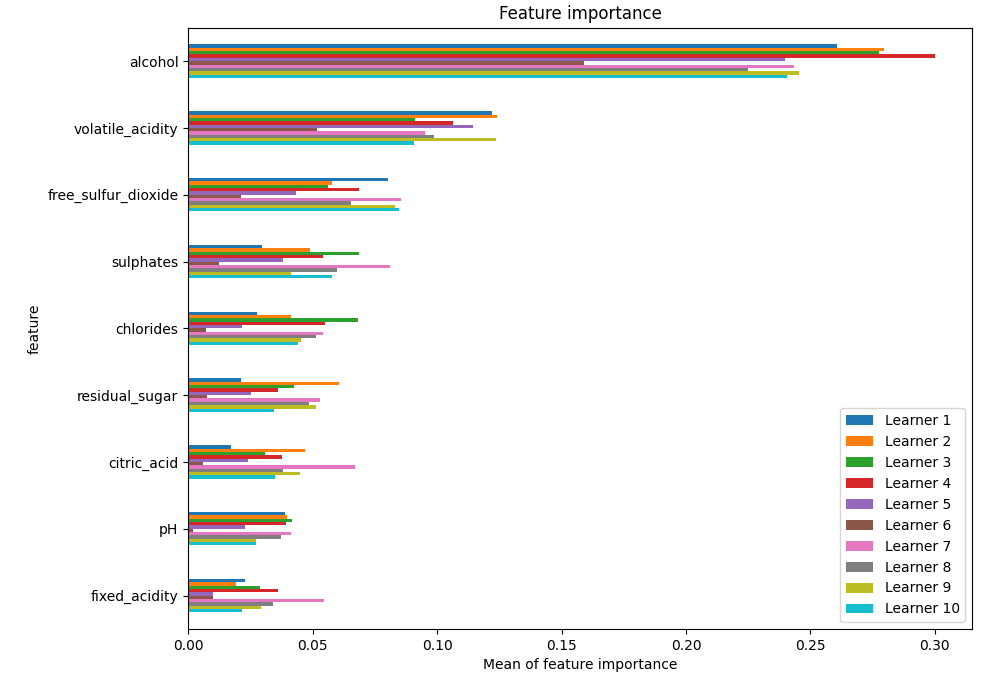 Feature importance
feature
alcohol
volatile_acidity
free_sulfur_dioxide
sulphates
chlorides
residual_sugar
citric_acid
pH
fixed_acidity
Learner 1
Learner 2
Learner 3
Learner 4
Learner 5
Learner 6
Learner 7
Learner 8
Learner 9
Learner 10
0.00 0.05 0.10 0.15 0.20 0.25 0.30
Mean of feature importance